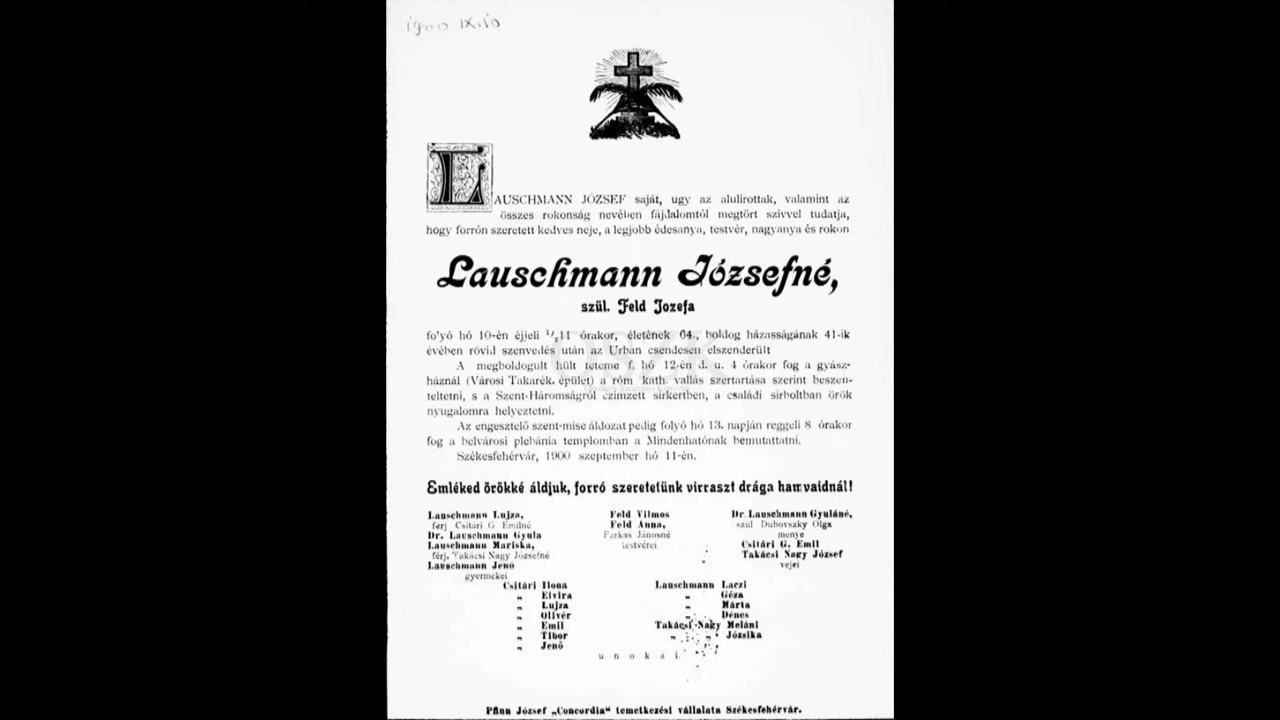 1900 IX.10
LAUSCHMANN JÓZSEF saját, ugy az alulirottak, valamint az
összes rokonság nevében fájdalomtól megtört szivvel tudatja,
hogy forrón szeretett kedves neje, a legjobb édesanya, testvér, nagyanya és rokon
Lauschmann Józsefné,
szül. Feld Jozefa
folyó hó 10-én éjjeli 1/2 11 órakor, életének 64., boldog házasságának 41-ik
évében rövid szenvedés után az Urban csendesen elszenderült
A megboldogult hült teteme f. hó 12-én d. u. 4 órakor fog a gyász-
háznál (Városi Takarék. épület) a róm kath. vallás szertartása szerint beszen-
teltetni, s a Szent-Háromságról czimzett sirkertben, a családi sirboltban örök
nyugalomra helyeztetni.
Az engesztelő szent-mise áldozat pedig folyó hó 13. napján reggeli 8 órakor
fog a belvárosi plebánia templomban a Mindenhatónak bemutattatni.
Székesfehérvár, 1900 szeptember hó 11-én.
OSZK
Emléked örökké áldjuk, forró szeretetünk virraszt drága hamvaidnál!
Lauschmann Lujza,
férj Csitári G Emilné
Dr. Lauschmann Gyula
Lauschmann Mariska,
férj. Takácsi Nagy Józsefné
Lauschmann Jenő
gyermekei
Feld Vilmos
Feld Anna,
Farkas Jánosné
testvérei
Dr. Lauschmann Gyuláné,
szül Dubovszky Olga
menye
Csitári G. Emil
Takácsi Nagy József
vejei
Csitári Ilona
„ Elvira
„ Lujza
„ Olivér
„ Emil
„ Tibor
„ Jenő
Lauschmann Laczi
„ Géza
„ Márta
„ Dénes
Takácsi Nagy Meláni
„ „ Józsika
unokái.
Pfinn József „Concordia“ temetkezési vállalata Székesfehérvár.